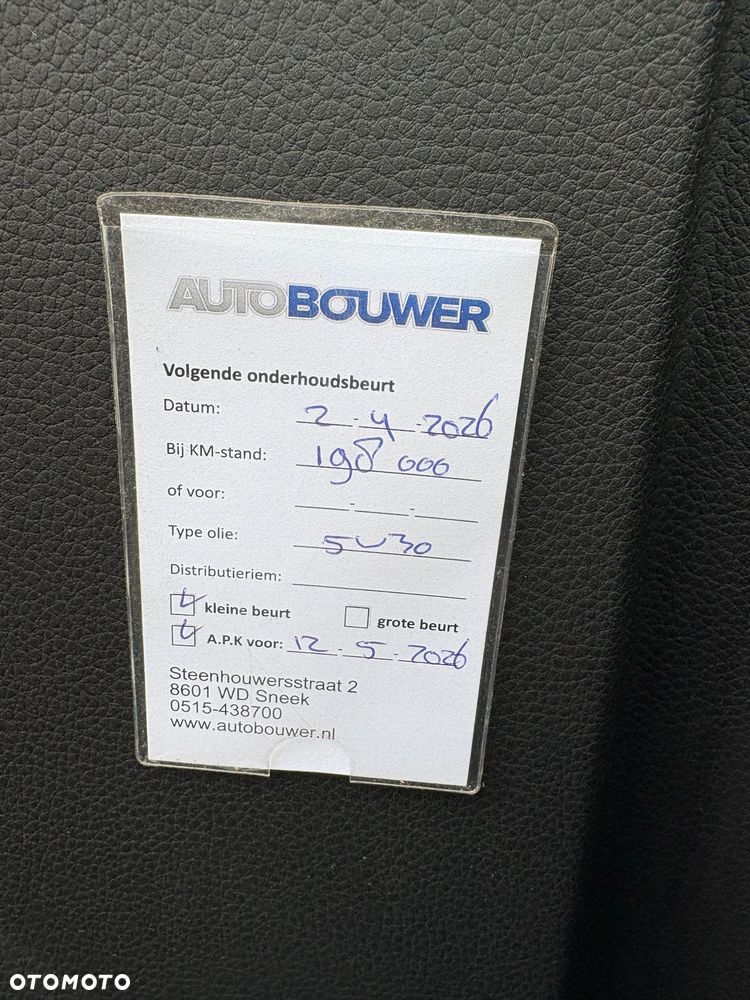 AUTOBOUWER
Volgende onderhoudsbeurt
Datum: 2 - 4 - 2026
Bij KM-stand: 198 000
of voor: - -
Type olie: 5W30
Distributieriem:
kleine beurt grote beurt
A.P.K voor: 12 - 5 - 2026
Steenhouwersstraat 2
8601 WD Sneek
0515-438700
www.autobouwer.nl
OTOMOTO